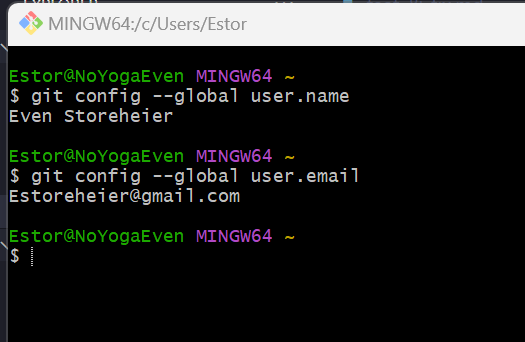 MINGW64:/c/Users/Estor
Estor@NoYogaEven MINGW64 ~
$ git config --global user.name
Even Storeheier
Estor@NoYogaEven MINGW64 ~
$ git config --global user.email
Estoreheier@gmail.com
Estor@NoYogaEven MINGW64 ~
$